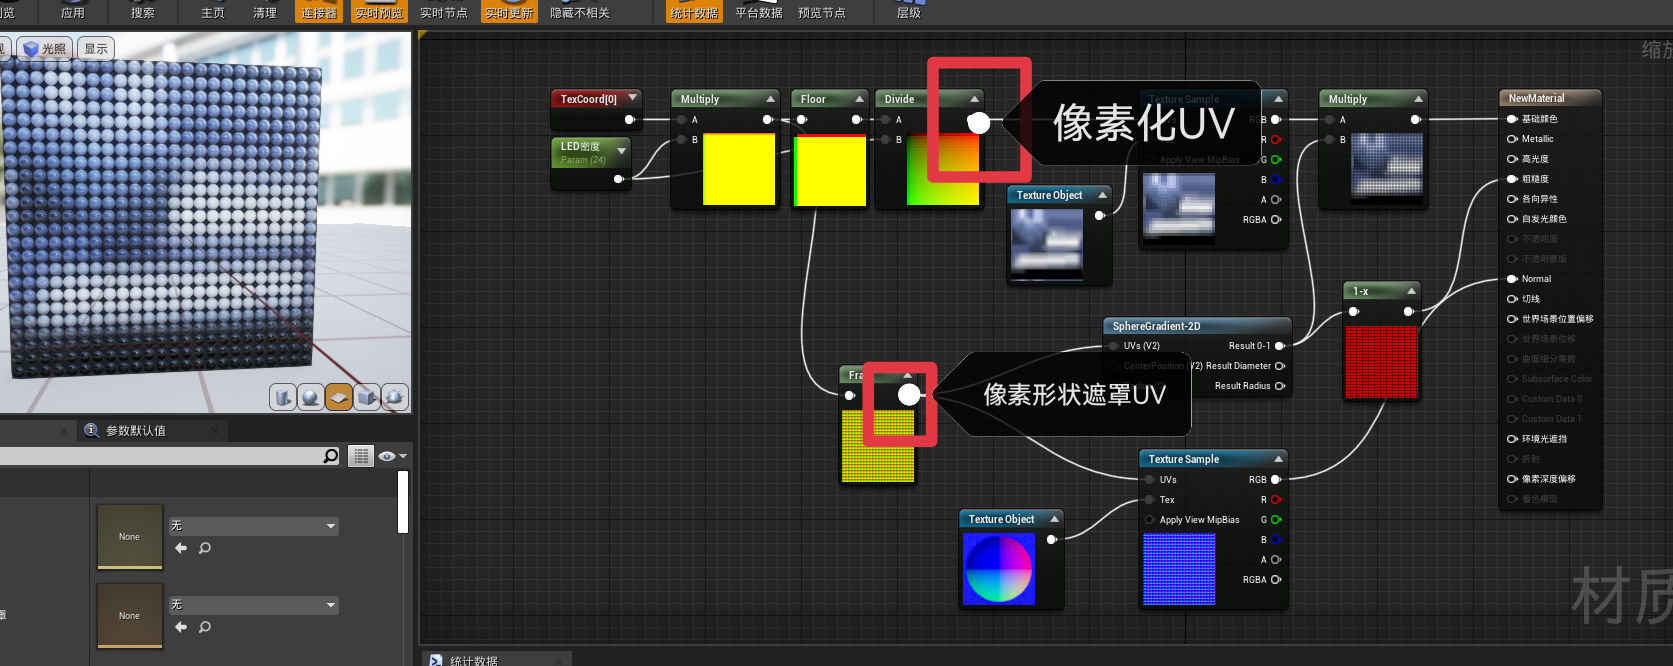 浏览
应用
搜索
主页
清理
连接器
实时预览
实时节点
实时更新
隐藏不相关
统计数据
平台数据
预览节点
层级
光照
显示
缩放
TexCoord[0]
LED密度
Param (24)
Multiply
A
B
Floor
Divide
A
B
像素化UV
Texture Object
Texture Sample
Apply View MipBias
RGB
R
G
B
A
RGBA
Multiply
A
B
NewMaterial
基础颜色
Metallic
高光度
粗糙度
各向异性
自发光颜色
不透明度
不透明蒙版
Normal
切线
世界场景位置偏移
世界场景位移
曲面细分乘数
Subsurface Color
Custom Data 0
Custom Data 1
环境光遮挡
折射
像素深度偏移
着色模型
1-x
SphereGradient-2D
UVs (V2)
CenterPosition (V2)
Result 0-1
Result Diameter
Result Radius
Fra
像素形状遮罩UV
Texture Sample
UVs
Tex
Apply View MipBias
RGB
R
G
B
A
RGBA
Texture Object
参数默认值
None
无
None
无
统计数据
材质